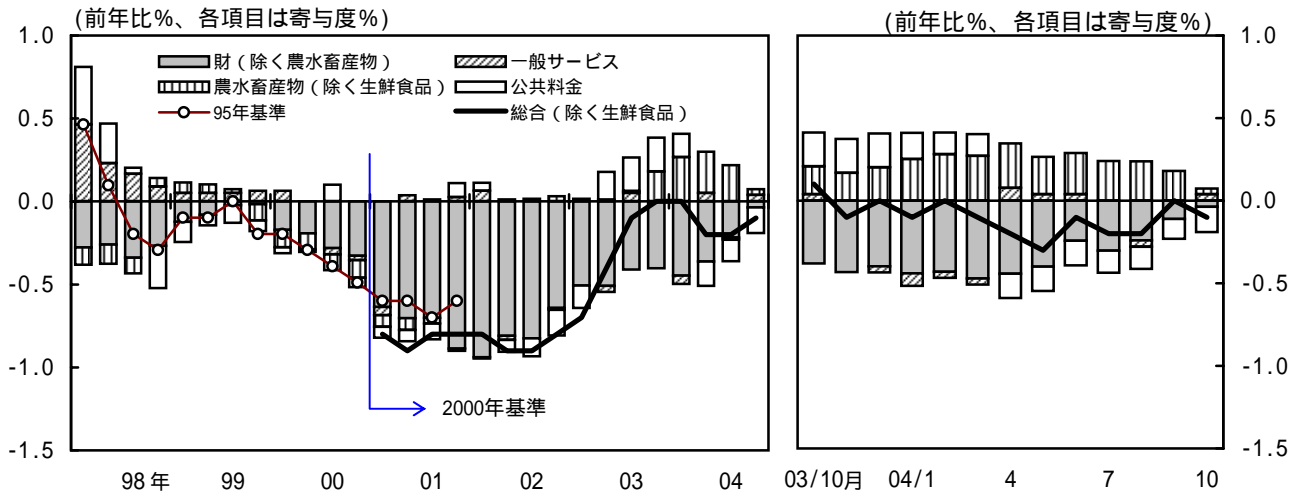 (前年比%、各項目は寄与度%)
(前年比%、各項目は寄与度%)
財(除く農水畜産物)
一般サービス
農水畜産物(除く生鮮食品)
公共料金
95年基準
総合(除く生鮮食品)
2000年基準
1.0
0.5
0.0
-0.5
-1.0
-1.5
98年 99 00 01 02 03 04
1.0
0.5
0.0
-0.5
-1.0
-1.5
03/10月 04/1 4 7 10